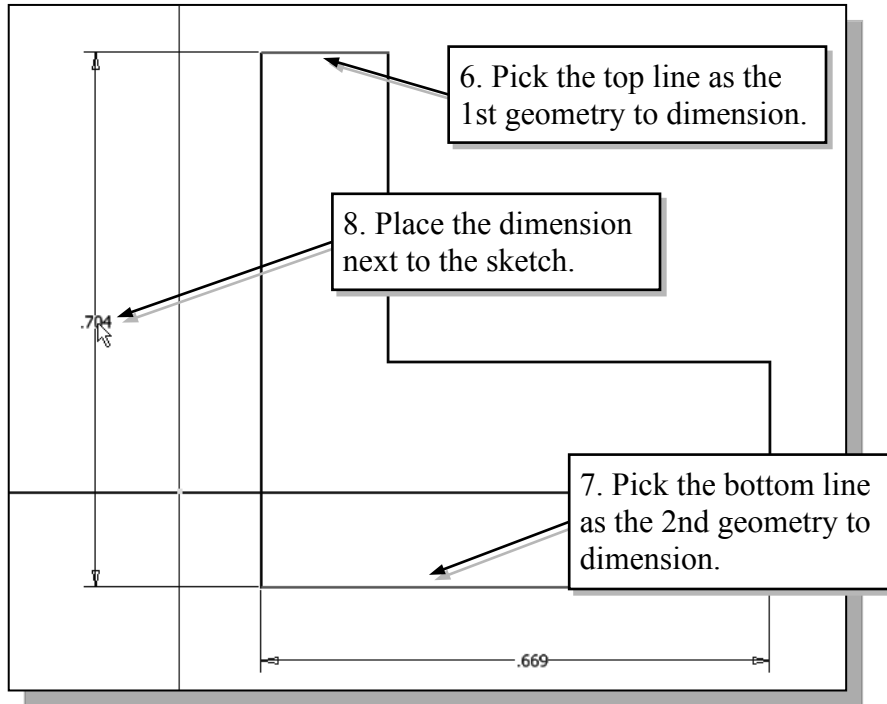 6. Pick the top line as the
1st geometry to dimension.
8. Place the dimension
next to the sketch.
.704
7. Pick the bottom line
as the 2nd geometry to
dimension.
.669